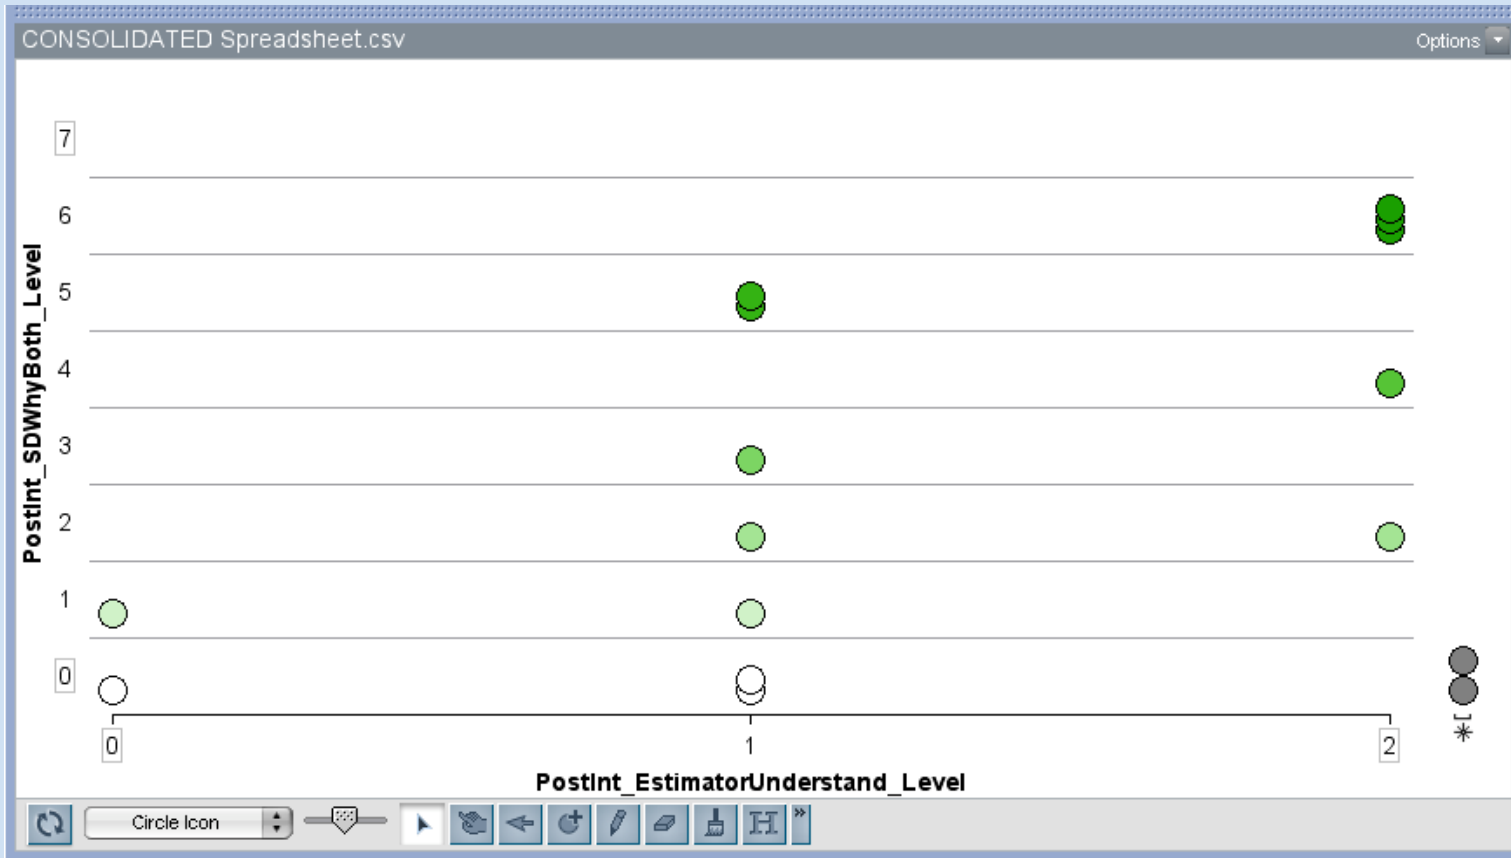 CONSOLIDATED Spreadsheet.csv
Options
7
6
5
4
3
2
1
0
PostInt_SDWhyBoth_Level
0
1
2
*
PostInt_EstimatorUnderstand_Level
Circle Icon
H
»